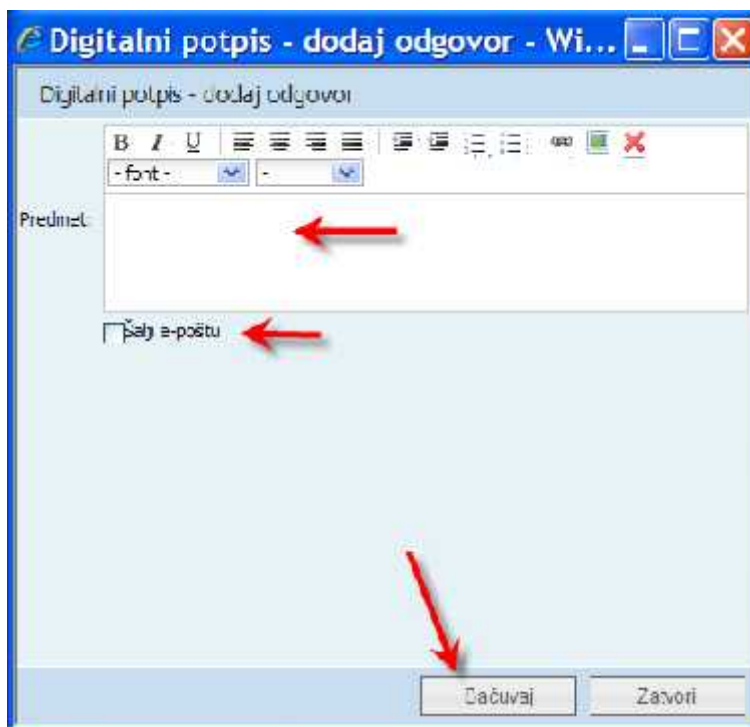 Digitalni potpis - dodaj odgovor - Wi...
Digitalni potpis - dodaj odgovor
B I U
- font - -
Predmet:
Šalji e-poštu
Sačuvaj Zatvori